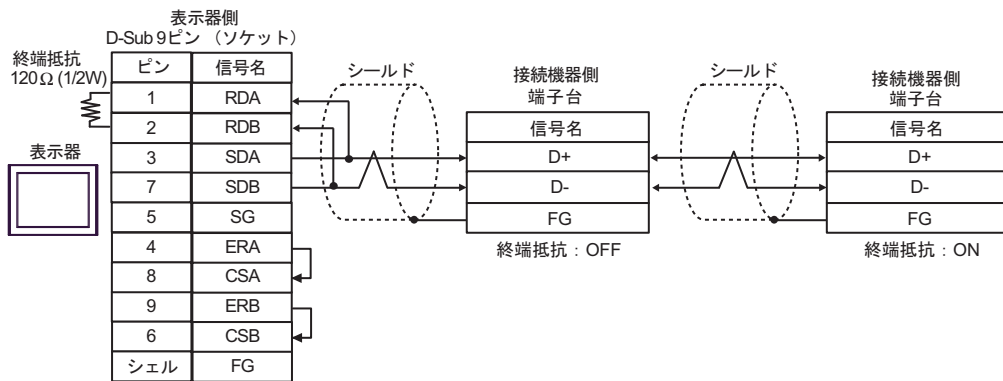 表示器側
D-Sub 9ピン （ソケット）
終端抵抗
120Ω (1/2W)
表示器
ピン 信号名
1 RDA
2 RDB
3 SDA
7 SDB
5 SG
4 ERA
8 CSA
9 ERB
6 CSB
シェル FG
シールド
接続機器側
端子台
信号名
D+
D-
FG
終端抵抗：OFF
シールド
接続機器側
端子台
信号名
D+
D-
FG
終端抵抗：ON